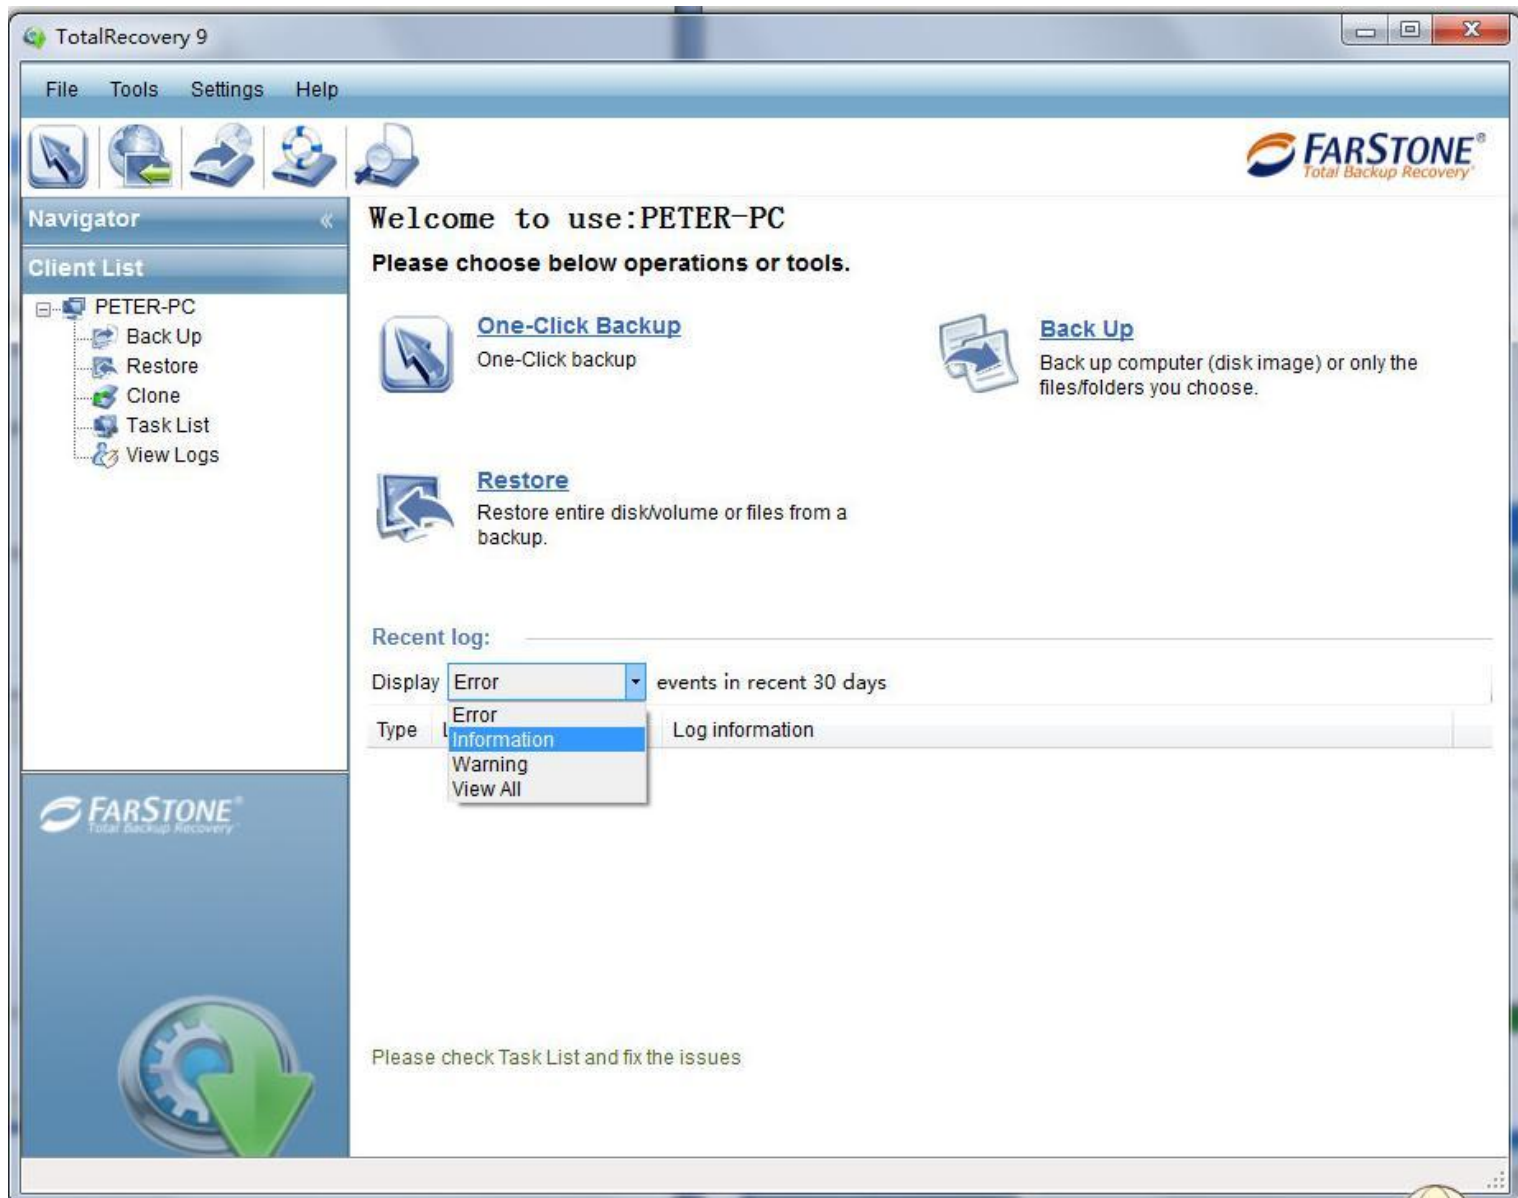 TotalRecovery 9
File Tools Settings Help
FARSTONE®
Total Backup Recovery
Navigator «
Client List
PETER-PC
Back Up
Restore
Clone
Task List
View Logs
FARSTONE®
Total Backup Recovery
Welcome to use:PETER-PC
Please choose below operations or tools.
One-Click Backup
One-Click backup
Back Up
Back up computer (disk image) or only the
files/folders you choose.
Restore
Restore entire disk/volume or files from a
backup.
Recent log:
Display Error events in recent 30 days
Error
Information
Warning
View All
Type Log information
Please check Task List and fix the issues